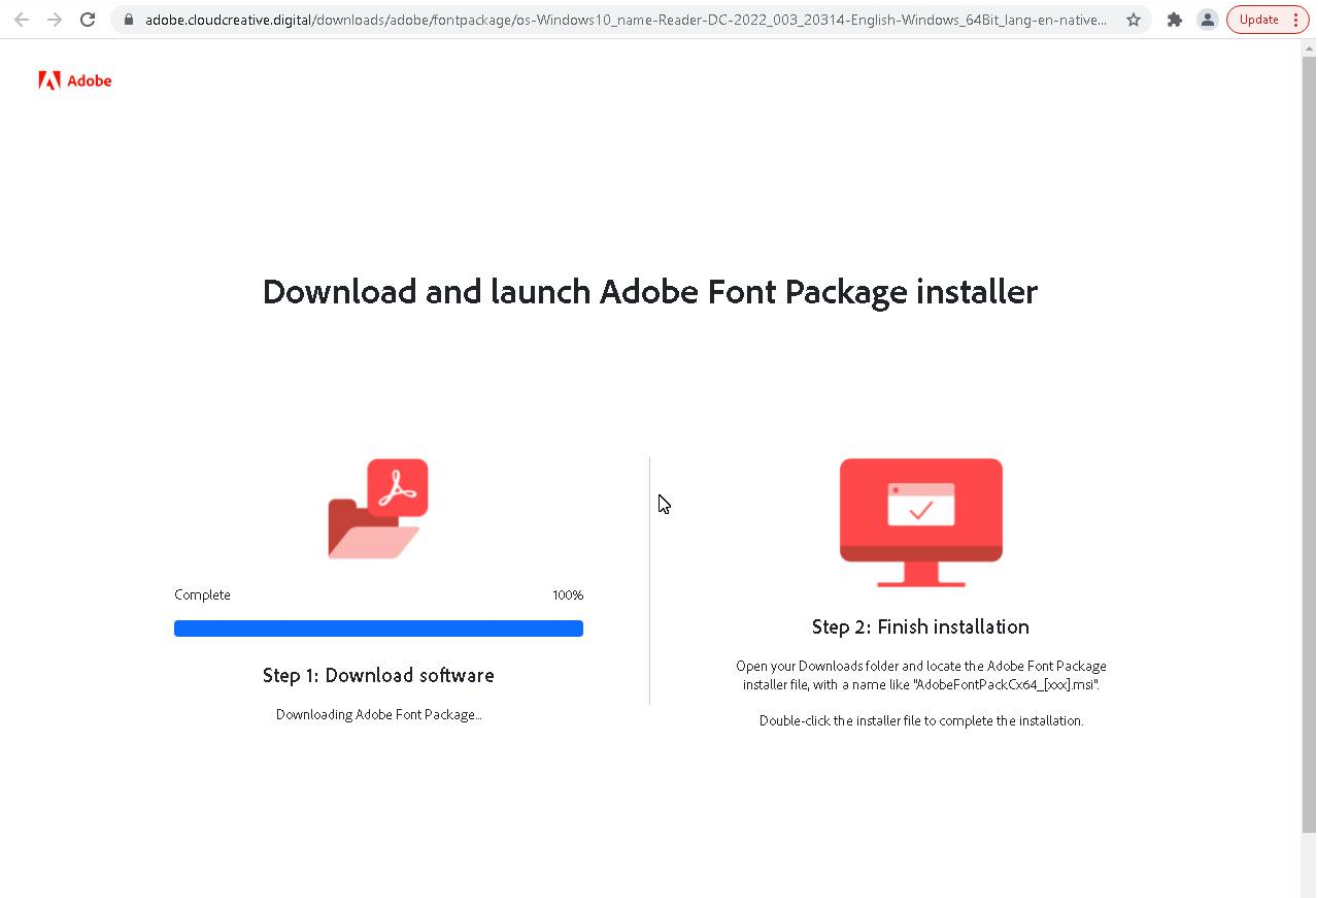 adobe.cloudcreative.digital/downloads/adobe/fontpackage/os-Windows10_name-Reader-DC-2022_003_20314-English-Windows_64Bit_lang-en-native...
Update
Adobe
Download and launch Adobe Font Package installer
Complete 100%
Step 1: Download software
Downloading Adobe Font Package...
Step 2: Finish installation
Open your Downloads folder and locate the Adobe Font Package
installer file, with a name like "AdobeFontPack.Cx64_[xxx].msi".
Double-click the installer file to complete the installation.